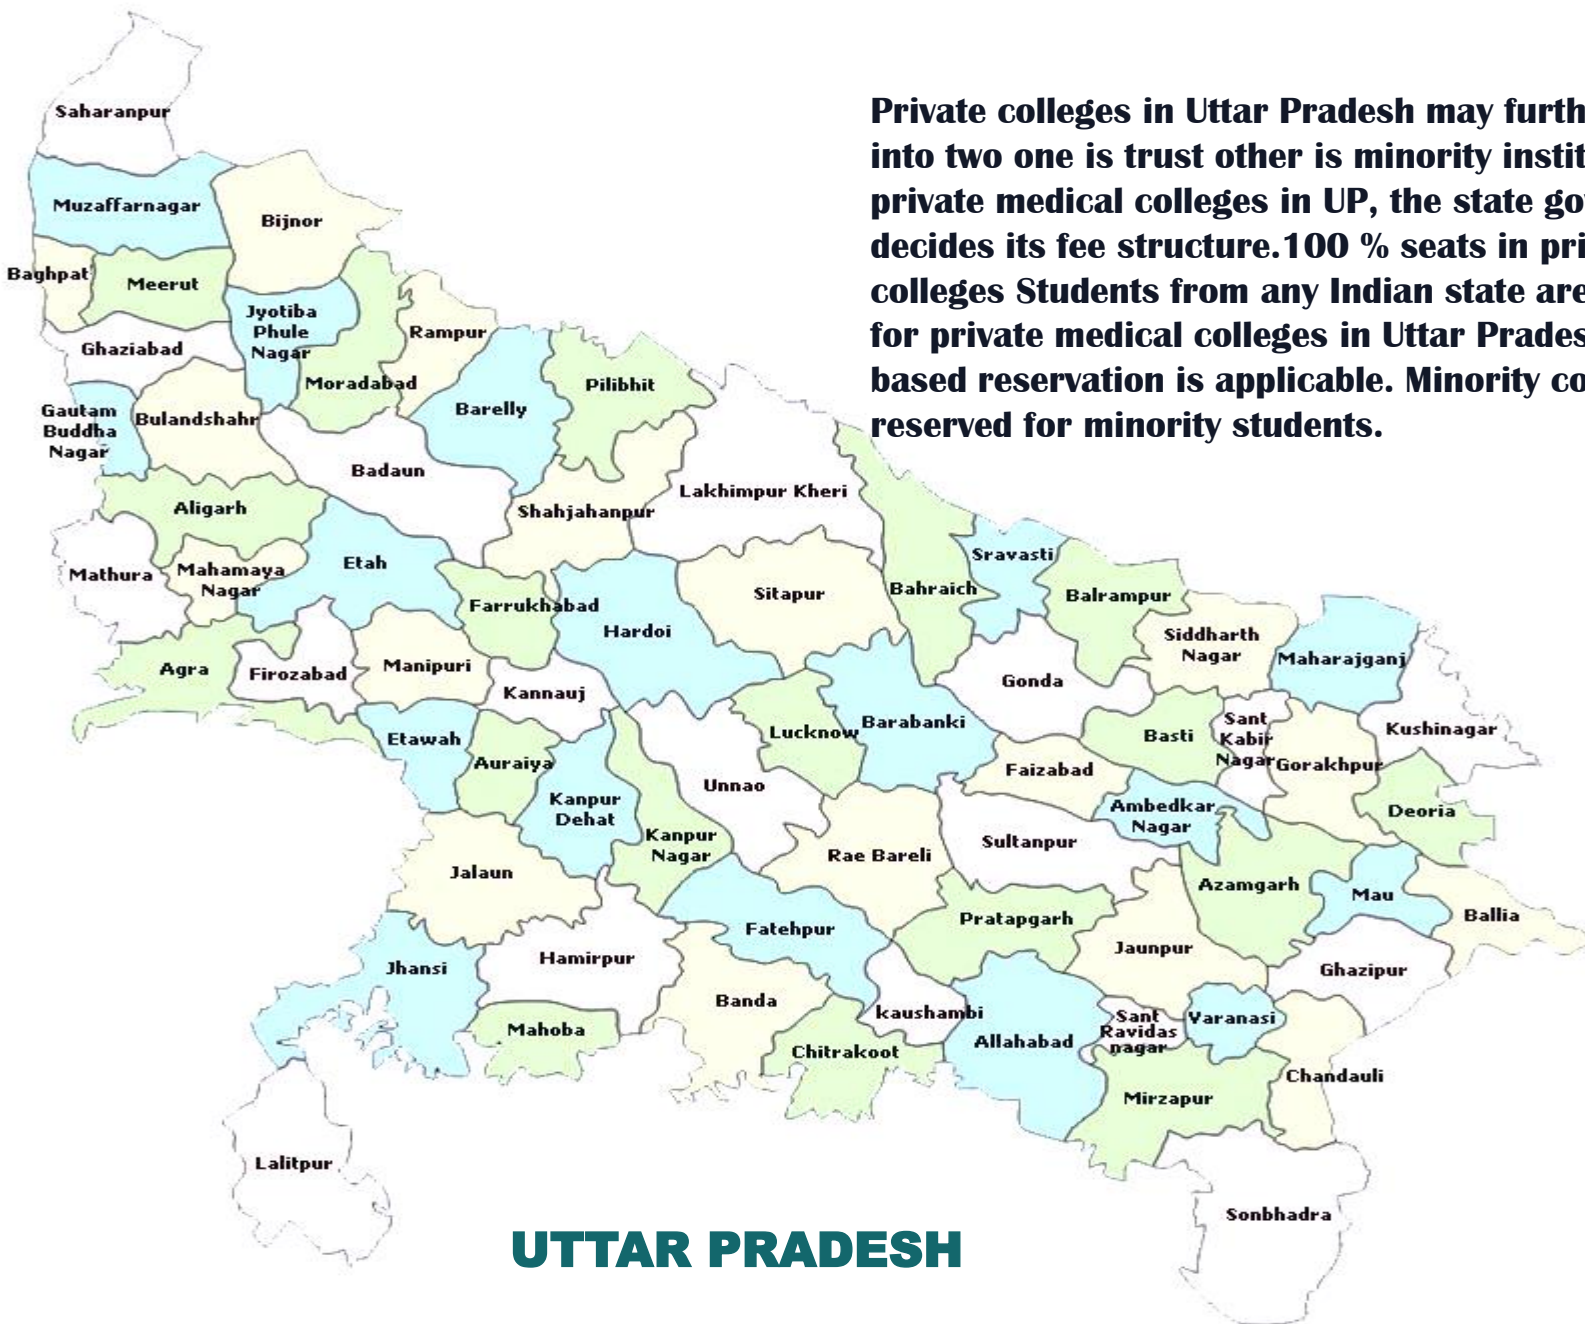 Private colleges in Uttar Pradesh may furth
into two one is trust other is minority instit
private medical colleges in UP, the state go
decides its fee structure.100 % seats in pri
colleges Students from any Indian state are
for private medical colleges in Uttar Prades
based reservation is applicable. Minority co
reserved for minority students.
Saharanpur
Muzaffarnagar
Bijnor
Baghpat
Meerut
Jyotiba
Phule
Nagar
Rampur
Ghaziabad
Moradabad
Pilibhit
Gautam
Buddha
Nagar
Bulandshahr
Barelly
Badaun
Lakhimpur Kheri
Aligarh
Shahjahanpur
Sravasti
Mathura
Mahamaya
Nagar
Etah
Farrukhabad
Hardoi
Sitapur
Bahraich
Balrampur
Siddharth
Nagar
Maharajganj
Agra
Firozabad
Manipuri
Kannauj
Gonda
Etawah
Auraiya
Lucknow
Barabanki
Basti
Sant
Kabir
Nagar
Kushinagar
Gorakhpur
Faizabad
Unnao
Kanpur
Dehat
Kanpur
Nagar
Ambedkar
Nagar
Deoria
Jalaun
Rae Bareli
Sultanpur
Azamgarh
Mau
Ballia
Fatehpur
Pratapgarh
Jaunpur
Ghazipur
Jhansi
Hamirpur
Banda
kaushambi
Mahoba
Chitrakoot
Allahabad
Sant
Ravidas
nagar
Varanasi
Chandauli
Mirzapur
Lalitpur
Sonbhadra
UTTAR PRADESH